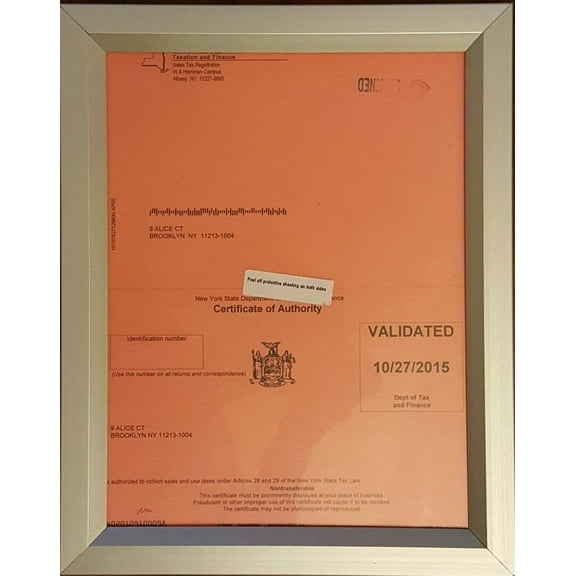 Taxation and Finance
Sales Tax Registration
W A Harriman Campus
Albany NY 12227-0865
9 ALICE CT
BROOKLYN NY 11213-1004
Peel off protective sheeting on both sides
New York State Department
Certificate of Authority
Identification number
VALIDATED
10/27/2015
(Use this number on all returns and correspondence)
Dept of Tax
and Finance
9 ALICE CT
BROOKLYN NY 11213-1004
authorized to collect sales and use taxes under Articles 28 and 29 of the New York State Tax Law.
Nontransferable
This certificate must be prominently displayed at your place of business
Fraudulent or other improper use of this certificate will cause it to be revoked.
The certificate may not be photocopied or reproduced.